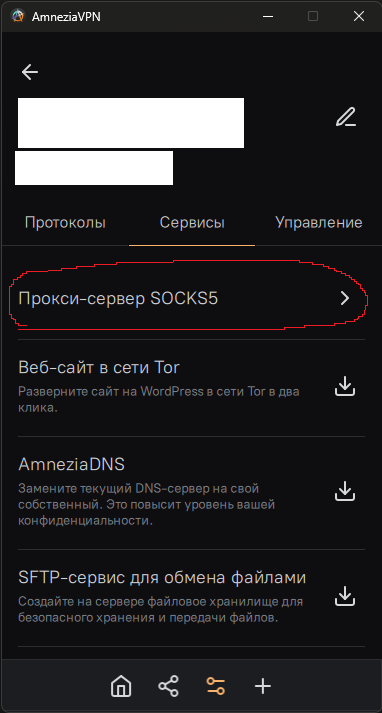 AmneziaVPN
Протоколы Сервисы Управление
Прокси-сервер SOCKS5
Веб-сайт в сети Tor
Разверните сайт на WordPress в сети Tor в два
клика.
AmneziaDNS
Замените текущий DNS-сервер на свой
собственный. Это повысит уровень вашей
конфиденциальности.
SFTP-сервис для обмена файлами
Создайте на сервере файловое хранилище для
безопасного хранения и передачи файлов.